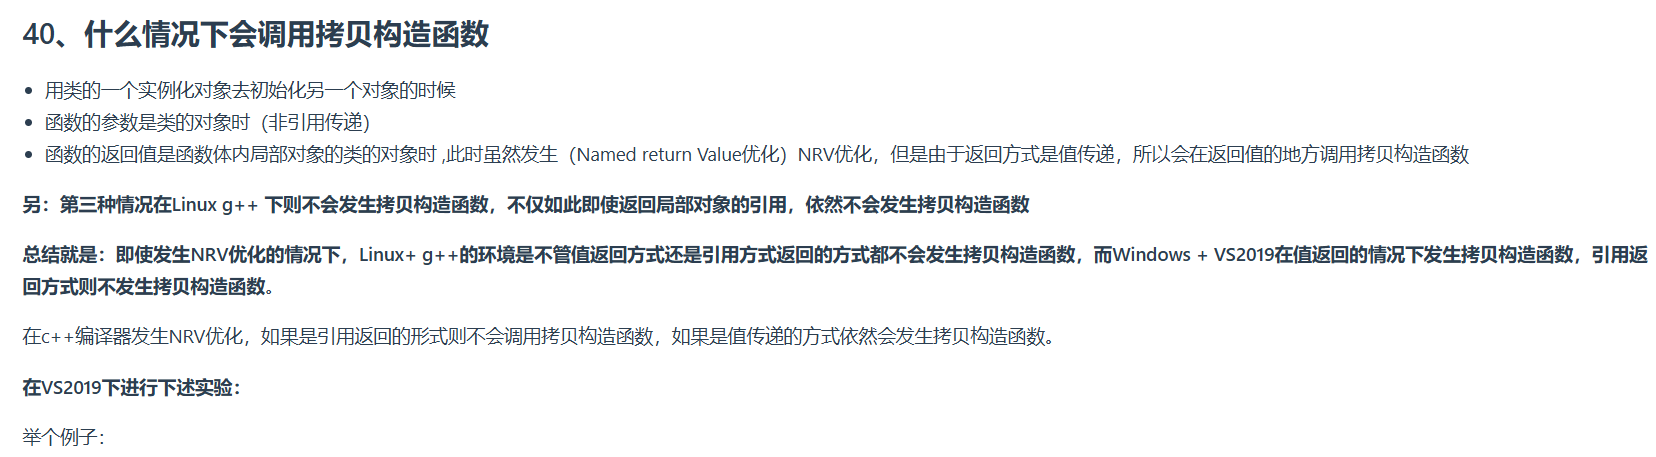 40、什么情况下会调用拷贝构造函数
用类的一个实例化对象去初始化另一个对象的时候
函数的参数是类的对象时（非引用传递）
函数的返回值是函数体内局部对象的类的对象时 ,此时虽然发生（Named return Value优化）NRV优化，但是由于返回方式是值传递，所以会在返回值的地方调用拷贝构造函数
另：第三种情况在Linux g++ 下则不会发生拷贝构造函数，不仅如此即使返回局部对象的引用，依然不会发生拷贝构造函数
总结就是：即使发生NRV优化的情况下，Linux+ g++的环境是不管值返回方式还是引用方式返回的方式都不会发生拷贝构造函数，而Windows + VS2019在值返回的情况下发生拷贝构造函数，引用返
回方式则不发生拷贝构造函数。
在c++编译器发生NRV优化，如果是引用返回的形式则不会调用拷贝构造函数，如果是值传递的方式依然会发生拷贝构造函数。
在VS2019下进行下述实验：
举个例子：